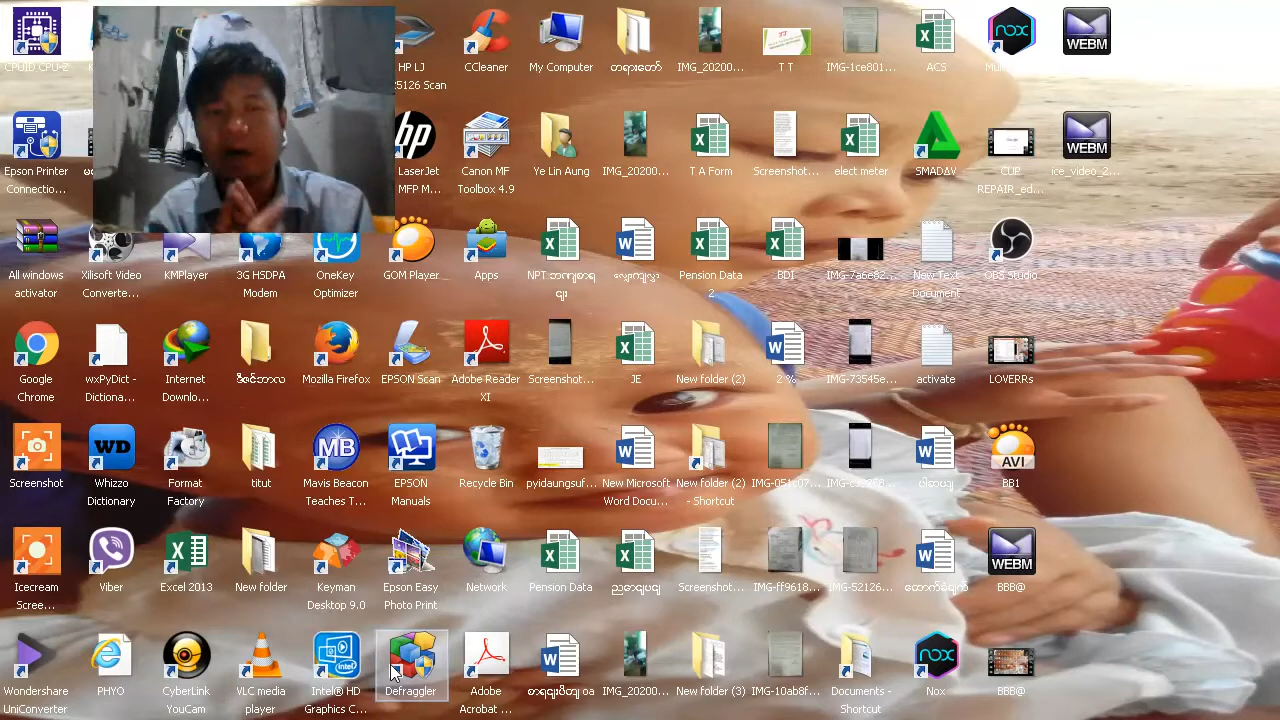 CPUID CPU-Z
HP LJ
25126 Scan
CCleaner
My Computer
IMG_20200...
T T
IMG-1ce801...
ACS
WEBM
Epson Printer
Connectio...
LaserJet
MFP M...
Canon MF
Toolbox 4.9
Ye Lin Aung
IMG_20200...
T A Form
Screenshot...
elect meter
SMADΔV
CUP
REPAIR_ed...
WEBM
ice_video_2...
All windows
activator
Xilisoft Video
Converte...
KMPlayer
3G HSDPA
Modem
OneKey
Optimizer
GOM Player
Apps
Pension Data
2
BDI
IMG-7a6e82...
New Text
Document
OBS Studio
Google
Chrome
wxPyDict -
Dictiona...
Internet
Downlo...
Mozilla Firefox
EPSON Scan
Adobe Reader
XI
Screenshot...
JE
New folder (2)
2 %
IMG-73545e...
activate
LOVERRs
Screenshot
Whizzo
Dictionary
Format
Factory
titut
Mavis Beacon
Teaches T...
EPSON
Manuals
Recycle Bin
pyidaungsuf...
New Microsoft
Word Docu...
New folder (2)
- Shortcut
AVI
BB1
Icecream
Scree...
Viber
Excel 2013
New folder
Keyman
Desktop 9.0
Epson Easy
Photo Print
Network
Pension Data
Screenshot...
IMG-ff9618...
IMG-52126...
WEBM
BBB@
Wondershare
UniConverter
PHYO
CyberLink
YouCam
VLC media
player
Intel® HD
Graphics C...
Defraggler
Adobe
Acrobat ...
IMG_20200...
New folder (3)
IMG-10ab8f...
Documents -
Shortcut
Nox
BBB@